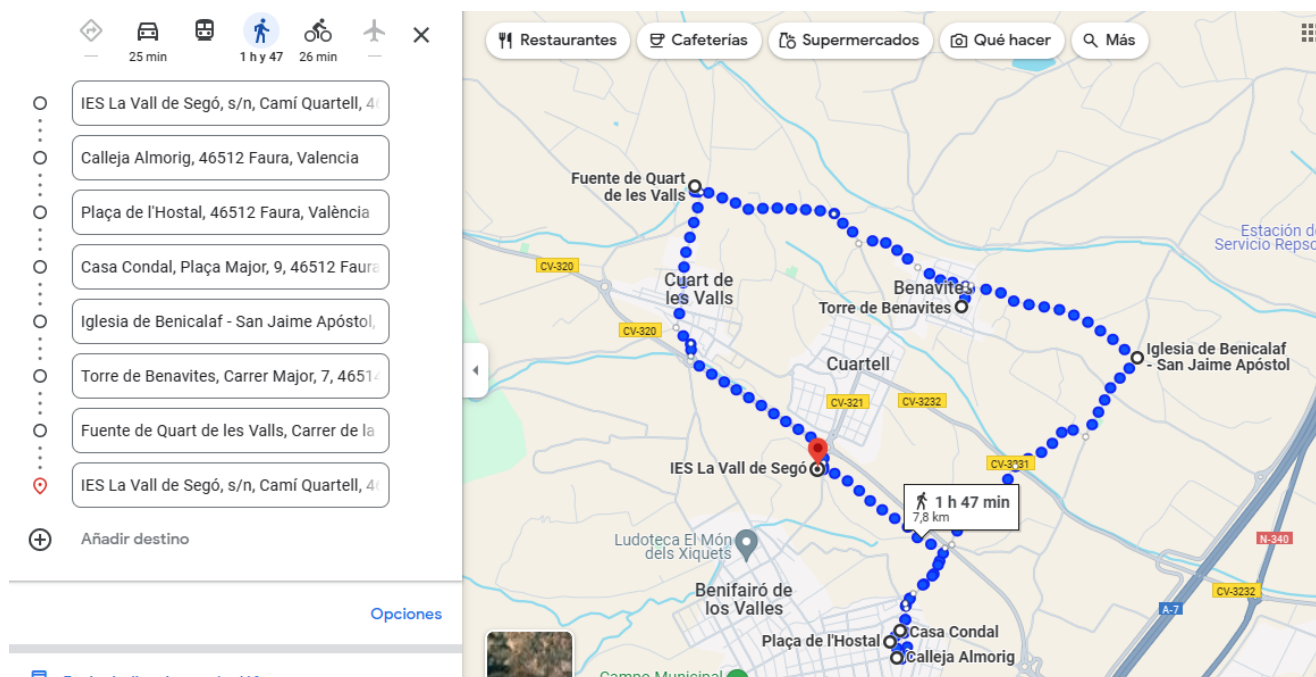 25 min
1 h y 47
26 min
IES La Vall de Segó, s/n, Camí Quartell,
Calleja Almorig, 46512 Faura, Valencia
Plaça de l'Hostal, 46512 Faura, València
Casa Condal, Plaça Major, 9, 46512 Faura
Iglesia de Benicalaf - San Jaime Apóstol,
Torre de Benavites, Carrer Major, 7, 4651
Fuente de Quart de les Valls, Carrer de la
IES La Vall de Segó, s/n, Camí Quartell,
Añadir destino
Opciones
Restaurantes
Cafeterías
Supermercados
Qué hacer
Más
Fuente de Quart
de les Valls
Estación d
Servicio Reps
CV-320
Cuart de
les Valls
Benavites
Torre de Benavites
CV-320
Iglesia de Benicalaf
- San Jaime Apóstol
Cuartell
CV-321
CV-3232
IES La Vall de Segó
CV-3231
1 h 47 min
7,8 km
Ludoteca El Món
dels Xiquets
N-340
Benifairó de
los Valles
CV-3232
A-7
Casa Condal
Plaça de l'Hostal
Calleja Almorig
Campo Municipal